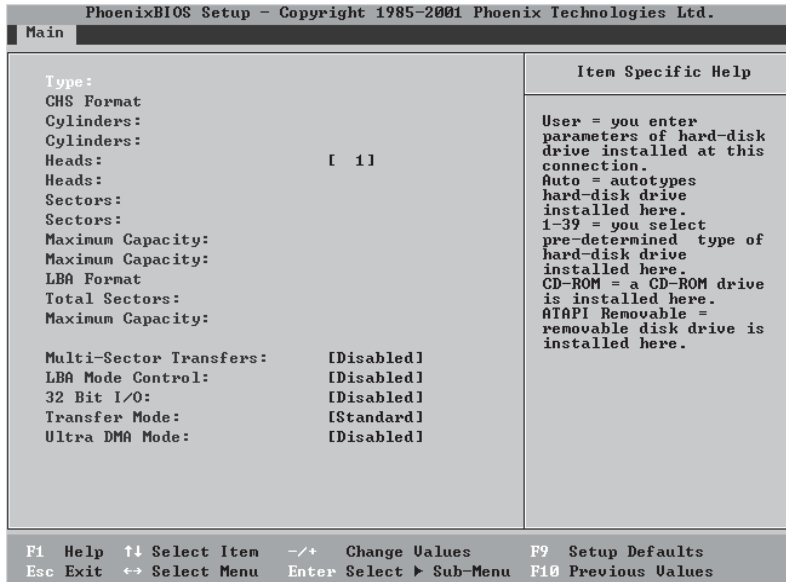 PhoenixBIOS Setup - Copyright 1985-2001 Phoenix Technologies Ltd.
Main
Type:
CHS Format
Cylinders:
Cylinders:
Heads: [ 1]
Heads:
Sectors:
Sectors:
Maximum Capacity:
Maximum Capacity:
LBA Format
Total Sectors:
Maximum Capacity:
Multi-Sector Transfers: [Disabled]
LBA Mode Control: [Disabled]
32 Bit I/O: [Disabled]
Transfer Mode: [Standard]
Ultra DMA Mode: [Disabled]
Item Specific Help
User = you enter
parameters of hard-disk
drive installed at this
connection.
Auto = autotypes
hard-disk drive
installed here.
1-39 = you select
pre-determined type of
hard-disk drive
installed here.
CD-ROM = a CD-ROM drive
is installed here.
ATAPI Removable =
removable disk drive is
installed here.
F1 Help ↑↓ Select Item -/+ Change Values F9 Setup Defaults
Esc Exit ↔ Select Menu Enter Select ▶ Sub-Menu F10 Previous Values